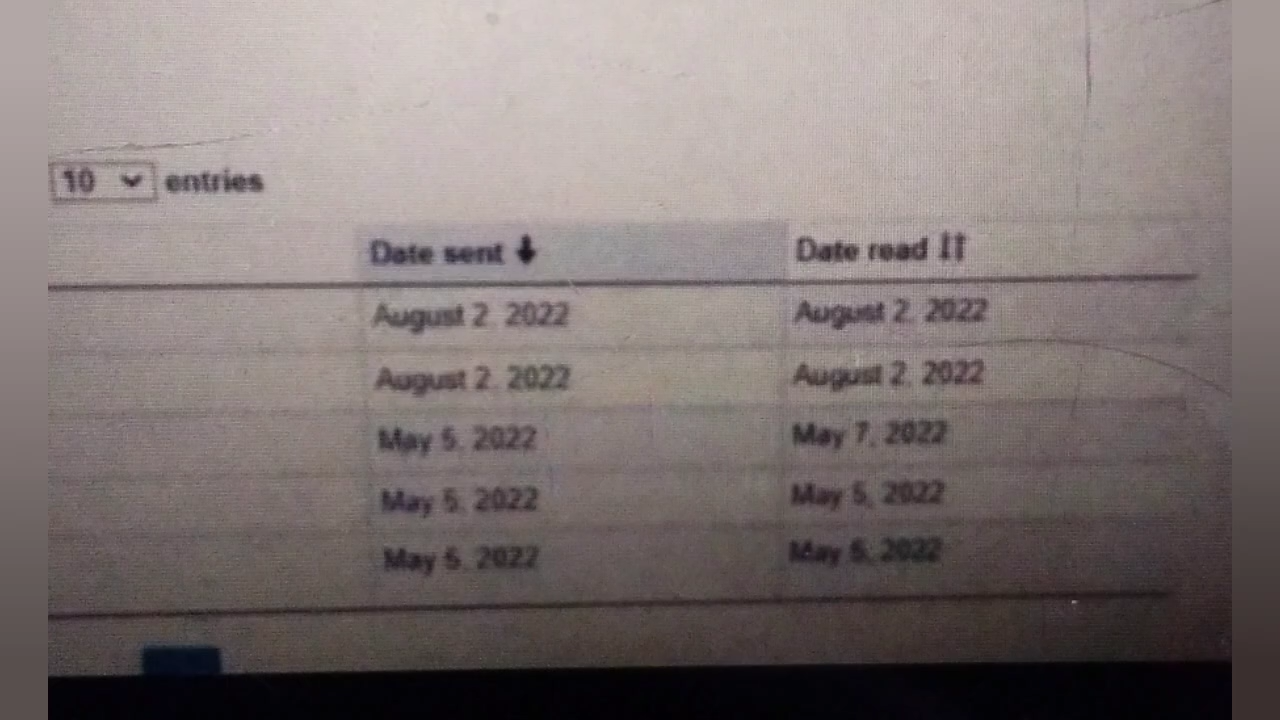 10 entries
Date sent Date read
August 2, 2022 August 2, 2022
August 2, 2022 August 2, 2022
May 5, 2022 May 7, 2022
May 5, 2022 May 5, 2022
May 5, 2022 May 5, 2022